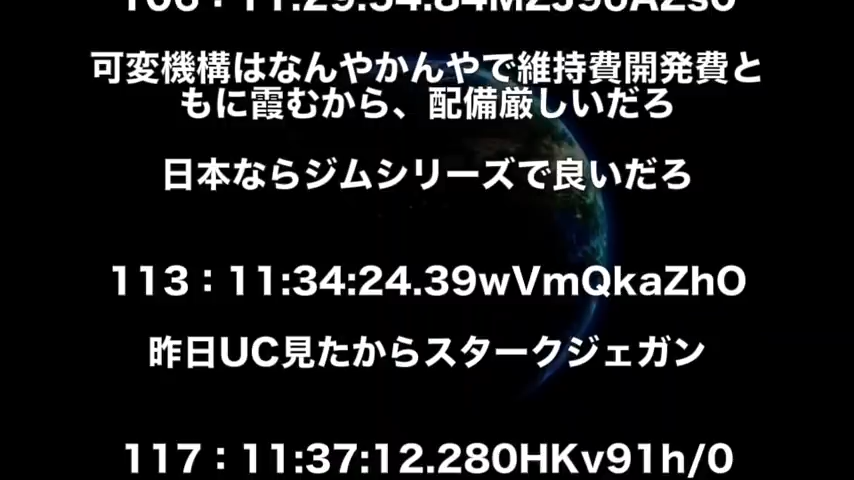 可変機構はなんやかんやで維持費開発費と
もに霞むから、配備厳しいだろ
日本ならジムシリーズで良いだろ
113：11:34:24.39wVmQkaZhO
昨日UC見たからスタークジェガン
117：11:37:12.280HKv91h/0